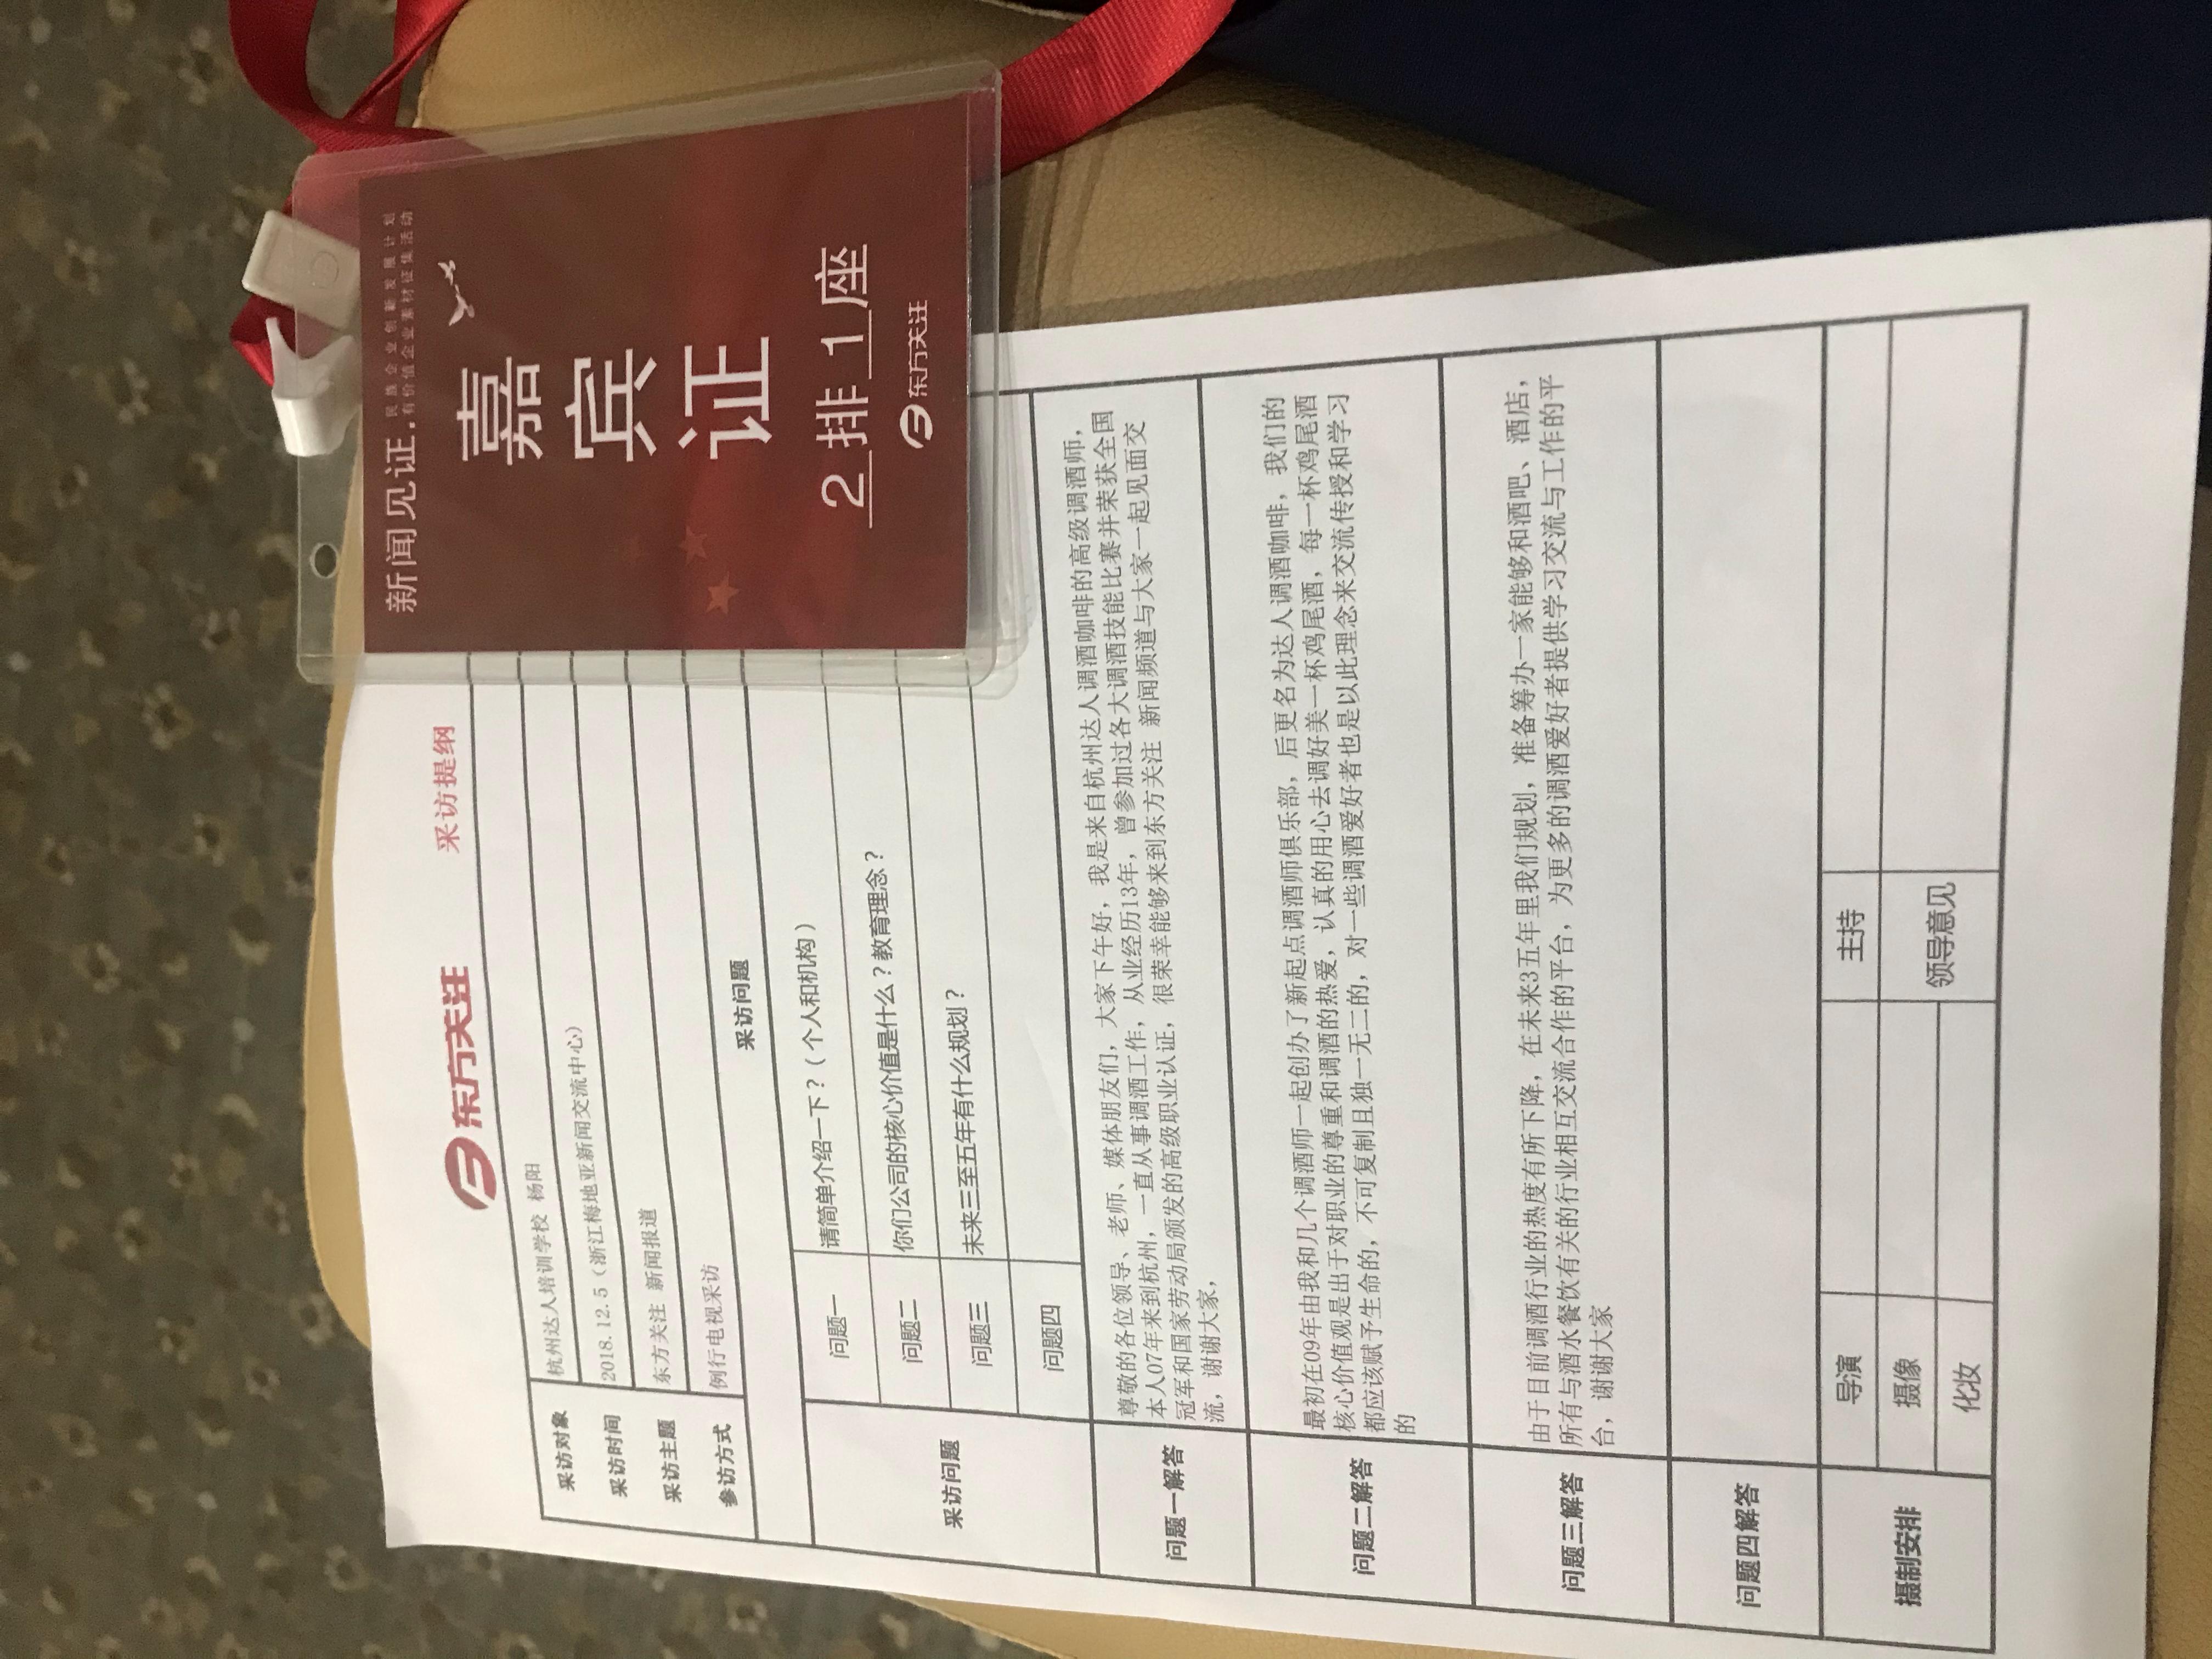 新闻见证,民族企业创新发展计划
有价值企业素材征集活动
嘉
宾
证
2排1座
东方关注
东方关注 采访提纲
采访对象 杭州达人培训学校 杨阳
采访时间 2018.12.5（浙江梅地亚新闻交流中心）
采访主题 东方关注 新闻报道
参访方式 例行电视采访
采访问题
采访问题
问题一 请简单介绍一下？（个人和机构）
问题二 你们公司的核心价值是什么？教育理念？
问题三 未来三至五年有什么规划？
问题四
问题一解答
尊敬的各位领导、老师、媒体朋友们，大家下午好，我是来自杭州达人调酒咖啡的高级调酒师，
本人07年来到杭州，一直从事调酒工作，从业经历13年，曾参加过各大调酒技能比赛并荣获全国
冠军和国家劳动局颁发的高级职业认证，很荣幸能够来到东方关注 新闻频道与大家一起见面交
流，谢谢大家，
问题二解答
最初在09年由我和几个调酒师一起创办了新起点调酒师俱乐部，后更名为达人调酒咖啡，我们的
核心价值观是出于对职业的尊重和调酒的热爱，认真的用心去调好美一杯鸡尾酒，每一杯鸡尾酒
都应该赋予生命的，不可复制且独一无二的，对一些调酒爱好者也是以此理念来交流传授和学习
的
问题三解答
由于目前调酒行业的热度有所下降，在未来3五年里我们规划，准备筹办一家能够和酒吧、酒店，
所有与酒水餐饮有关的行业相互交流合作的平台，为更多的调酒爱好者提供学习交流与工作的平
台，谢谢大家
问题四解答
摄制安排
导演 主持
摄像 领导意见
化妆